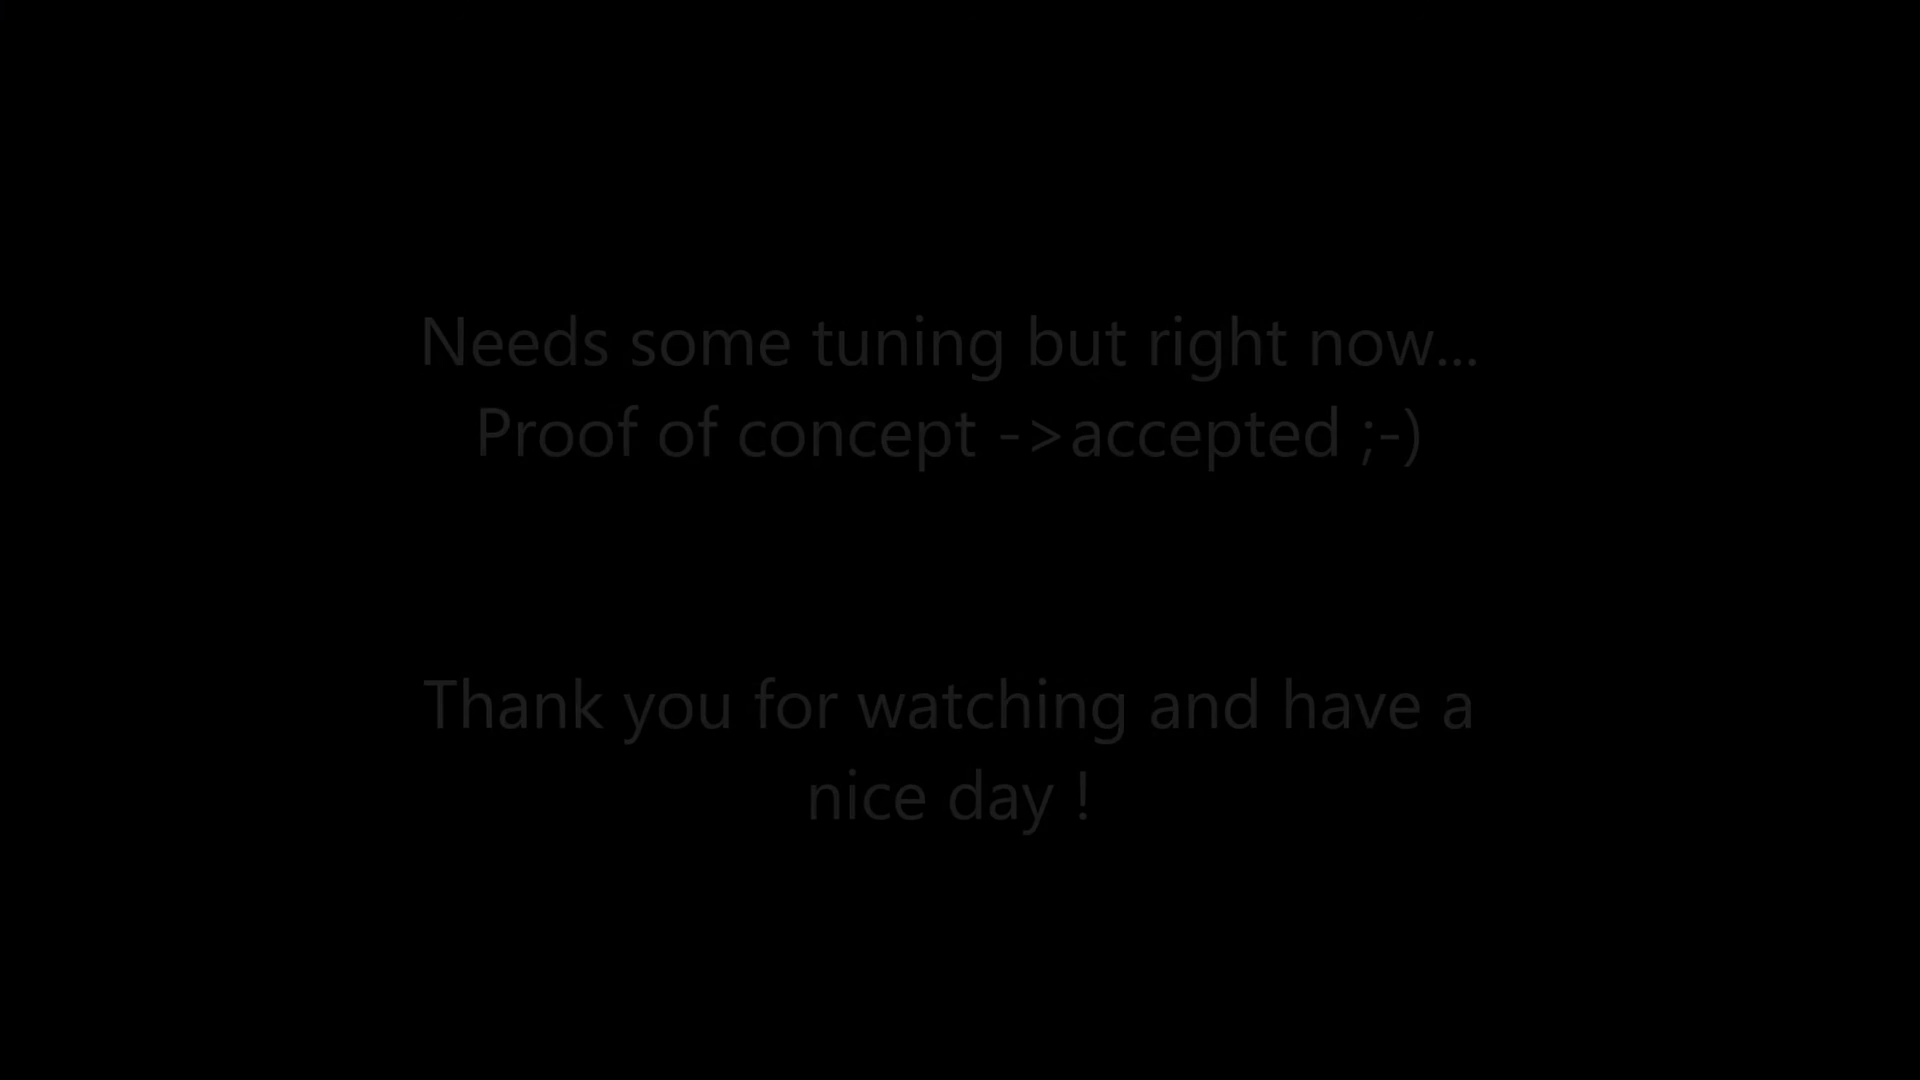 Needs some tuning but right now...
Proof of concept ->accepted ;-)
Thank you for watching and have a
nice day !